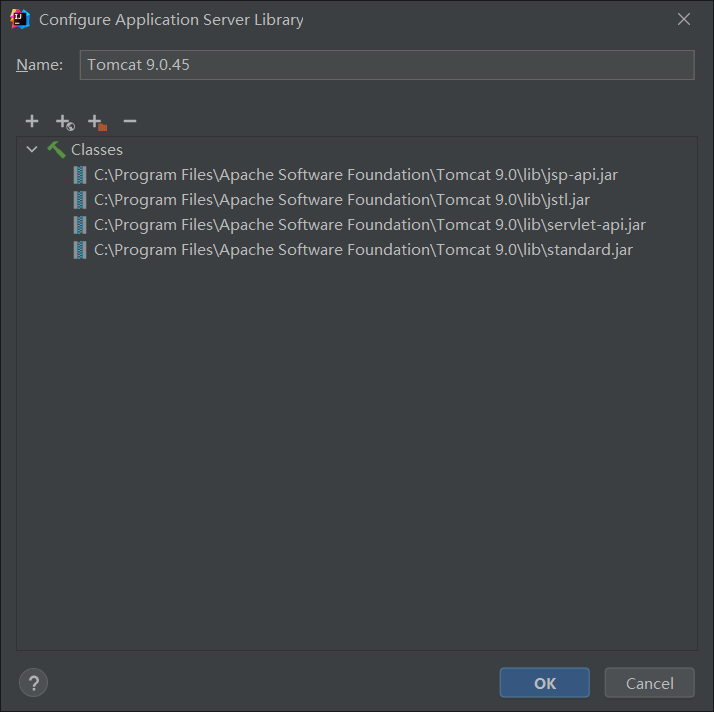 Configure Application Server Library
Name: Tomcat 9.0.45
Classes
C:\Program Files\Apache Software Foundation\Tomcat 9.0\lib\jsp-api.jar
C:\Program Files\Apache Software Foundation\Tomcat 9.0\lib\jstl.jar
C:\Program Files\Apache Software Foundation\Tomcat 9.0\lib\servlet-api.jar
C:\Program Files\Apache Software Foundation\Tomcat 9.0\lib\standard.jar
? OK Cancel